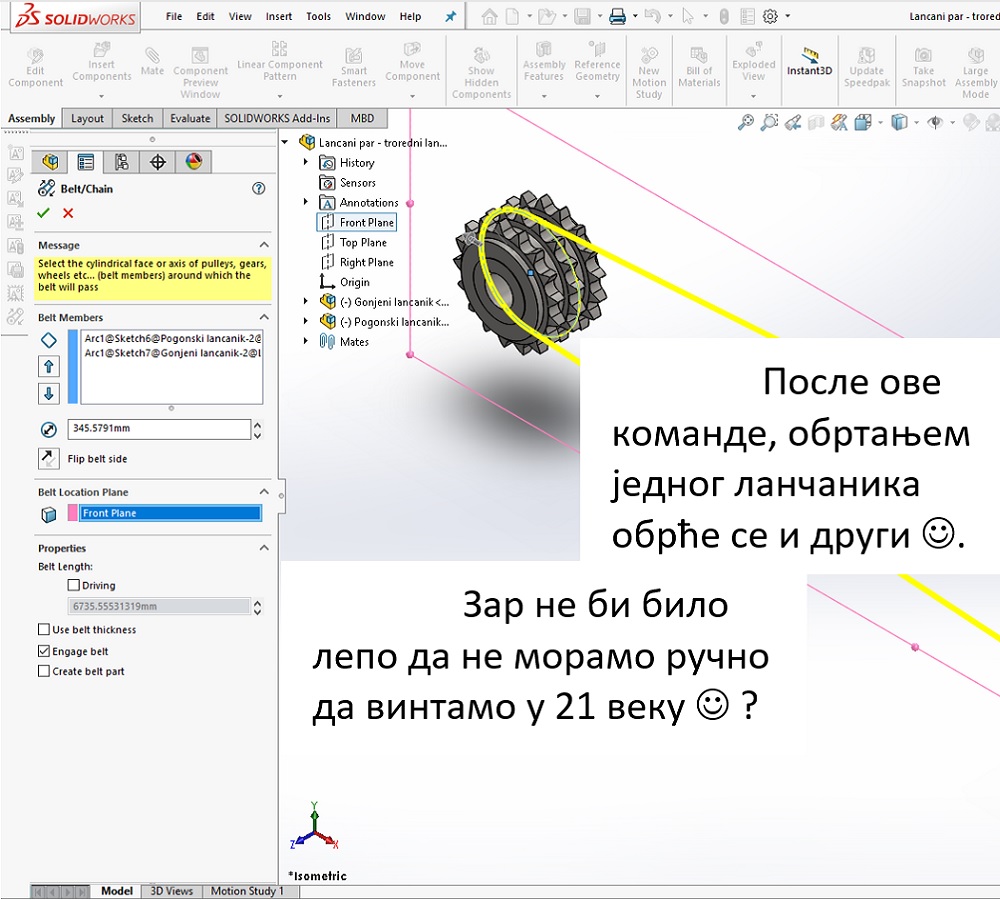 SOLIDWORKS
File Edit View Insert Tools Window Help
Lancani par - trored
Edit Component
Insert Components
Mate
Component Preview Window
Linear Component Pattern
Smart Fasteners
Move Component
Show Hidden Components
Assembly Features
Reference Geometry
New Motion Study
Bill of Materials
Exploded View
Instant3D
Update Speedpak
Take Snapshot
Large Assembly Mode
Assembly Layout Sketch Evaluate SOLIDWORKS Add-Ins MBD
Belt/Chain
Message
Select the cylindrical face or axis of pulleys, gears,
wheels etc... (belt members) around which the
belt will pass
Belt Members
Arc1@Sketch6@Pogonski lancanik-2@
Arc1@Sketch7@Gonjeni lancanik-2@
345.5791mm
Flip belt side
Belt Location Plane
Front Plane
Properties
Belt Length:
Driving
6735.55531319mm
Use belt thickness
Engage belt
Create belt part
Lancani par - troredni lan...
History
Sensors
Annotations
Front Plane
Top Plane
Right Plane
Origin
(-) Gonjeni lancanik <...
(-) Pogonski lancanik...
Mates
После ове
команде, обртањем
једног ланчаника
обрће се и други ☺.
Зар не би било
лепо да не морамо ручно
да винтамо у 21 веку ☺ ?
Y
Z X
*Isometric
Model 3D Views Motion Study 1